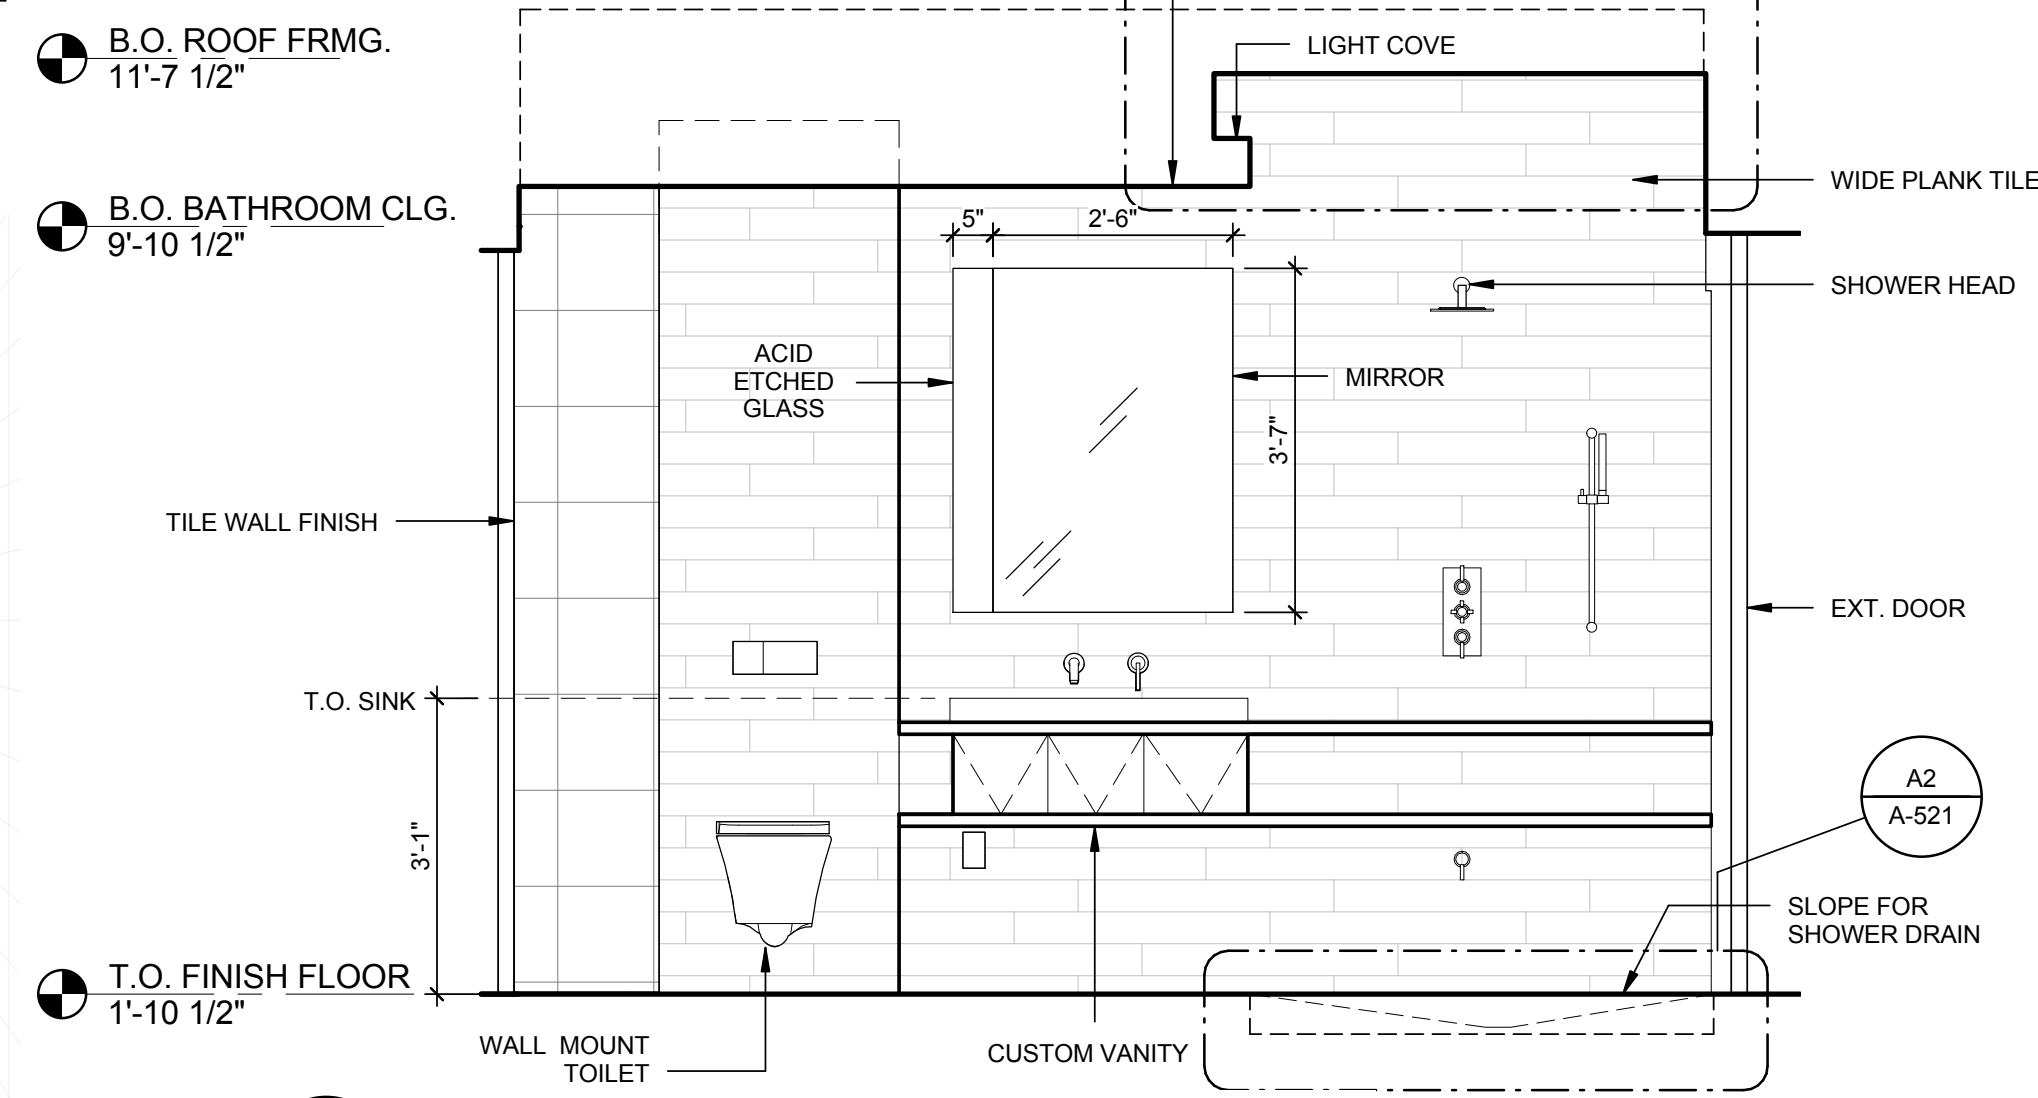 B.O. ROOF FRMG.
11'-7 1/2"
LIGHT COVE
B.O. BATHROOM CLG.
9'-10 1/2"
WIDE PLANK TILE
5"
2'-6"
SHOWER HEAD
ACID
ETCHED
GLASS
MIRROR
3'-7"
TILE WALL FINISH
EXT. DOOR
T.O. SINK
3'-1"
A2
A-521
SLOPE FOR
SHOWER DRAIN
T.O. FINISH FLOOR
1'-10 1/2"
WALL MOUNT
TOILET
CUSTOM VANITY